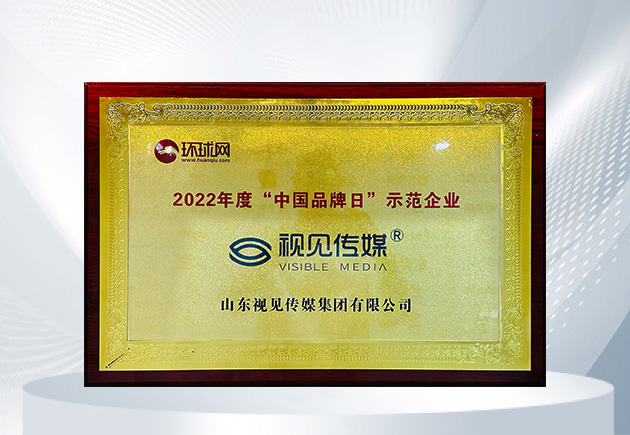 环球网
www.huanqiu.com
2022年度“中国品牌日”示范企业
视见传媒®
VISIBLE MEDIA
山东视见传媒集团有限公司